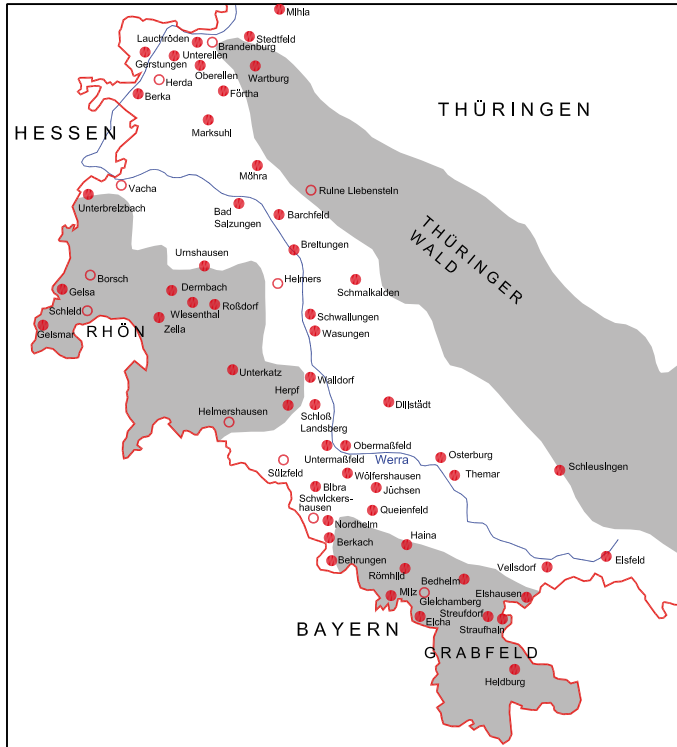 Mihla
Lauchröden
Brandenburg
Stedtfeld
Gerstungen
Unterellen
Oberellen
Wartburg
Herda
Berka
Förtha
THÜRINGEN
HESSEN
Marksuhl
Möhra
Vacha
Ruine Liebenstein
Unterbreizbach
Bad
Salzungen
Barchfeld
THÜRINGER
WALD
Breitungen
Urnshausen
Borsch
Helmers
Schmalkalden
Geisa
Dermbach
Wiesenthal
Roßdorf
Schleid
Zella
Schwallungen
Geismar
RHÖN
Wasungen
Unterkatz
Walldorf
Herpf
Dillstädt
Helmershausen
Schloß
Landsberg
Obermaßfeld
Untermaßfeld
Werra
Osterburg
Sülzfeld
Wölfershausen
Themar
Schleusingen
Bibra
Jüchsen
Schwickers-
hausen
Queienfeld
Nordheim
Haina
Berkach
Eisfeld
Behrungen
Veilsdorf
Römhild
Bedheim
Milz
Gleichamberg
Eishausen
Streufdorf
Eicha
Straufhain
BAYERN
GRABFELD
Heldburg